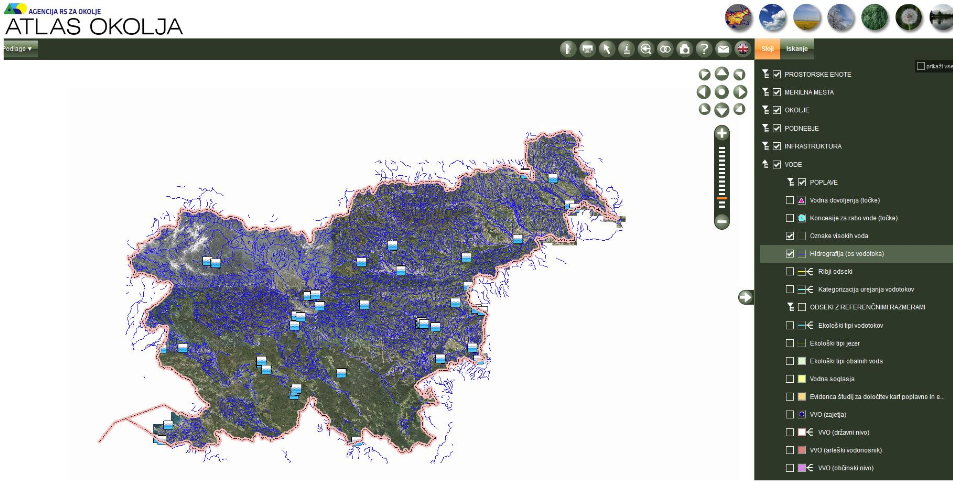 AGENCIJA RS ZA OKOLJE
ATLAS OKOLJA
Podlage
Sloji
Iskanje
prikaži vse
PROSTORSKE ENOTE
MERILNA MESTA
OKOLJE
PODNEBJE
INFRASTRUKTURA
VODE
POPLAVE
Vodna dovoljenja (točke)
Koncesije za rabo vode (točke)
Oznake visokih voda
Hidrografija (os vodotoka)
Ribji odseki
Kategorizacija urejanja vodotokov
ODSEKI Z REFERENČNIMI RAZMERAMI
Ekološki tipi vodotokov
Ekološki tipi jezer
Ekološki tipi obalnih voda
Vodna soglasja
Evidenca študij za določitev kart poplavne in e...
VVO (zajetja)
VVO (državni nivo)
VVO (arteški vodonosnik)
VVO (občinski nivo)